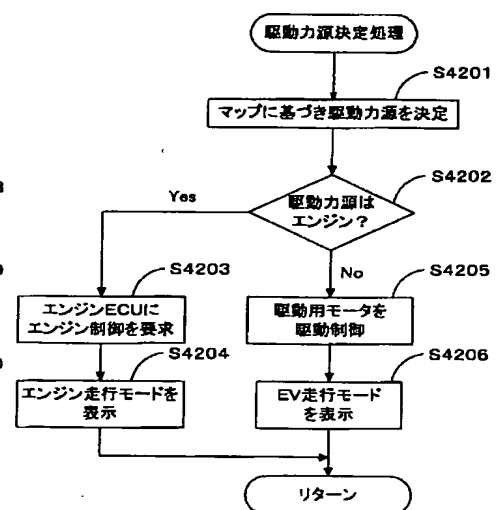 駆動力源決定処理
S4201
マップに基づき駆動力源を決定
S4202
駆動力源は
エンジン？
Yes
No
S4203
エンジンECUに
エンジン制御を要求
S4205
駆動用モータを
駆動制御
S4204
エンジン走行モードを
表示
S4206
EV走行モード
を表示
リターン